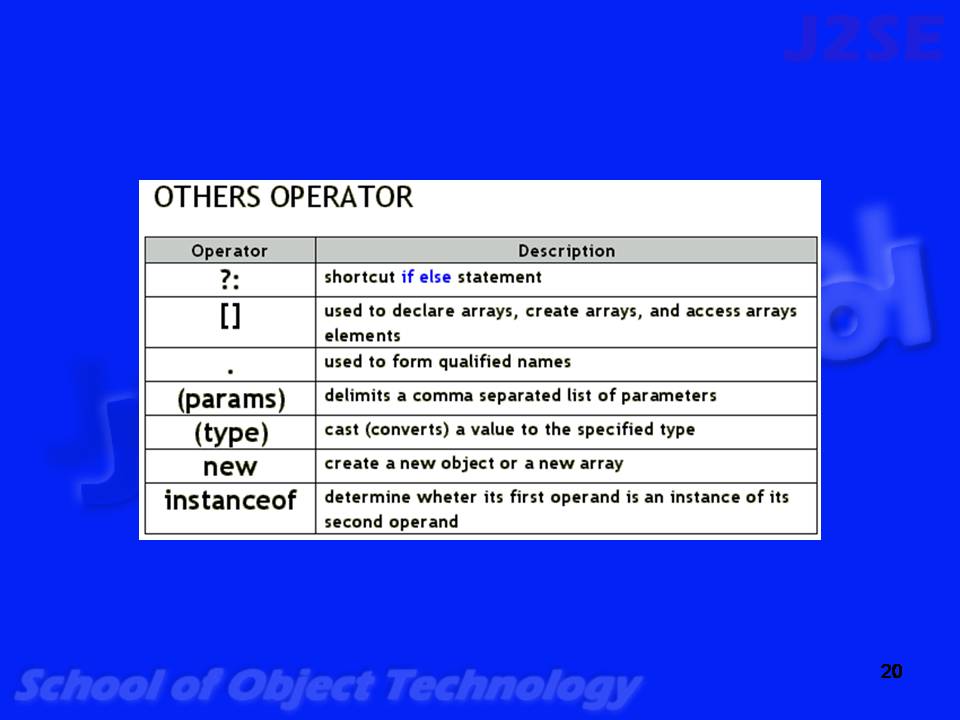 J2SE
OTHERS OPERATOR
Operator Description
?: shortcut if else statement
[] used to declare arrays, create arrays, and access arrays
elements
. used to form qualified names
(params) delimits a comma separated list of parameters
(type) cast (converts) a value to the specified type
new create a new object or a new array
instanceof determine wheter its first operand is an instance of its
second operand
School of Object Technology
20